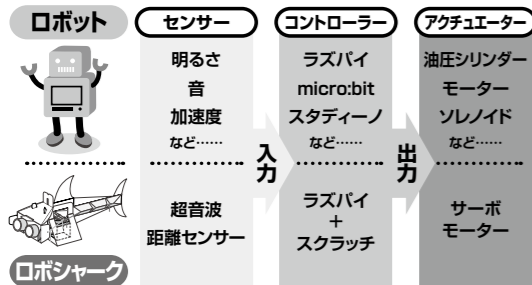 ロボット
センサー
コントローラー
アクチュエーター
明るさ
音
加速度
など……
ラズパイ
micro:bit
スタディーノ
など……
油圧シリンダー
モーター
ソレノイド
など……
入力
出力
超音波
距離センサー
ラズパイ
+
スクラッチ
サーボ
モーター
ロボシャーク